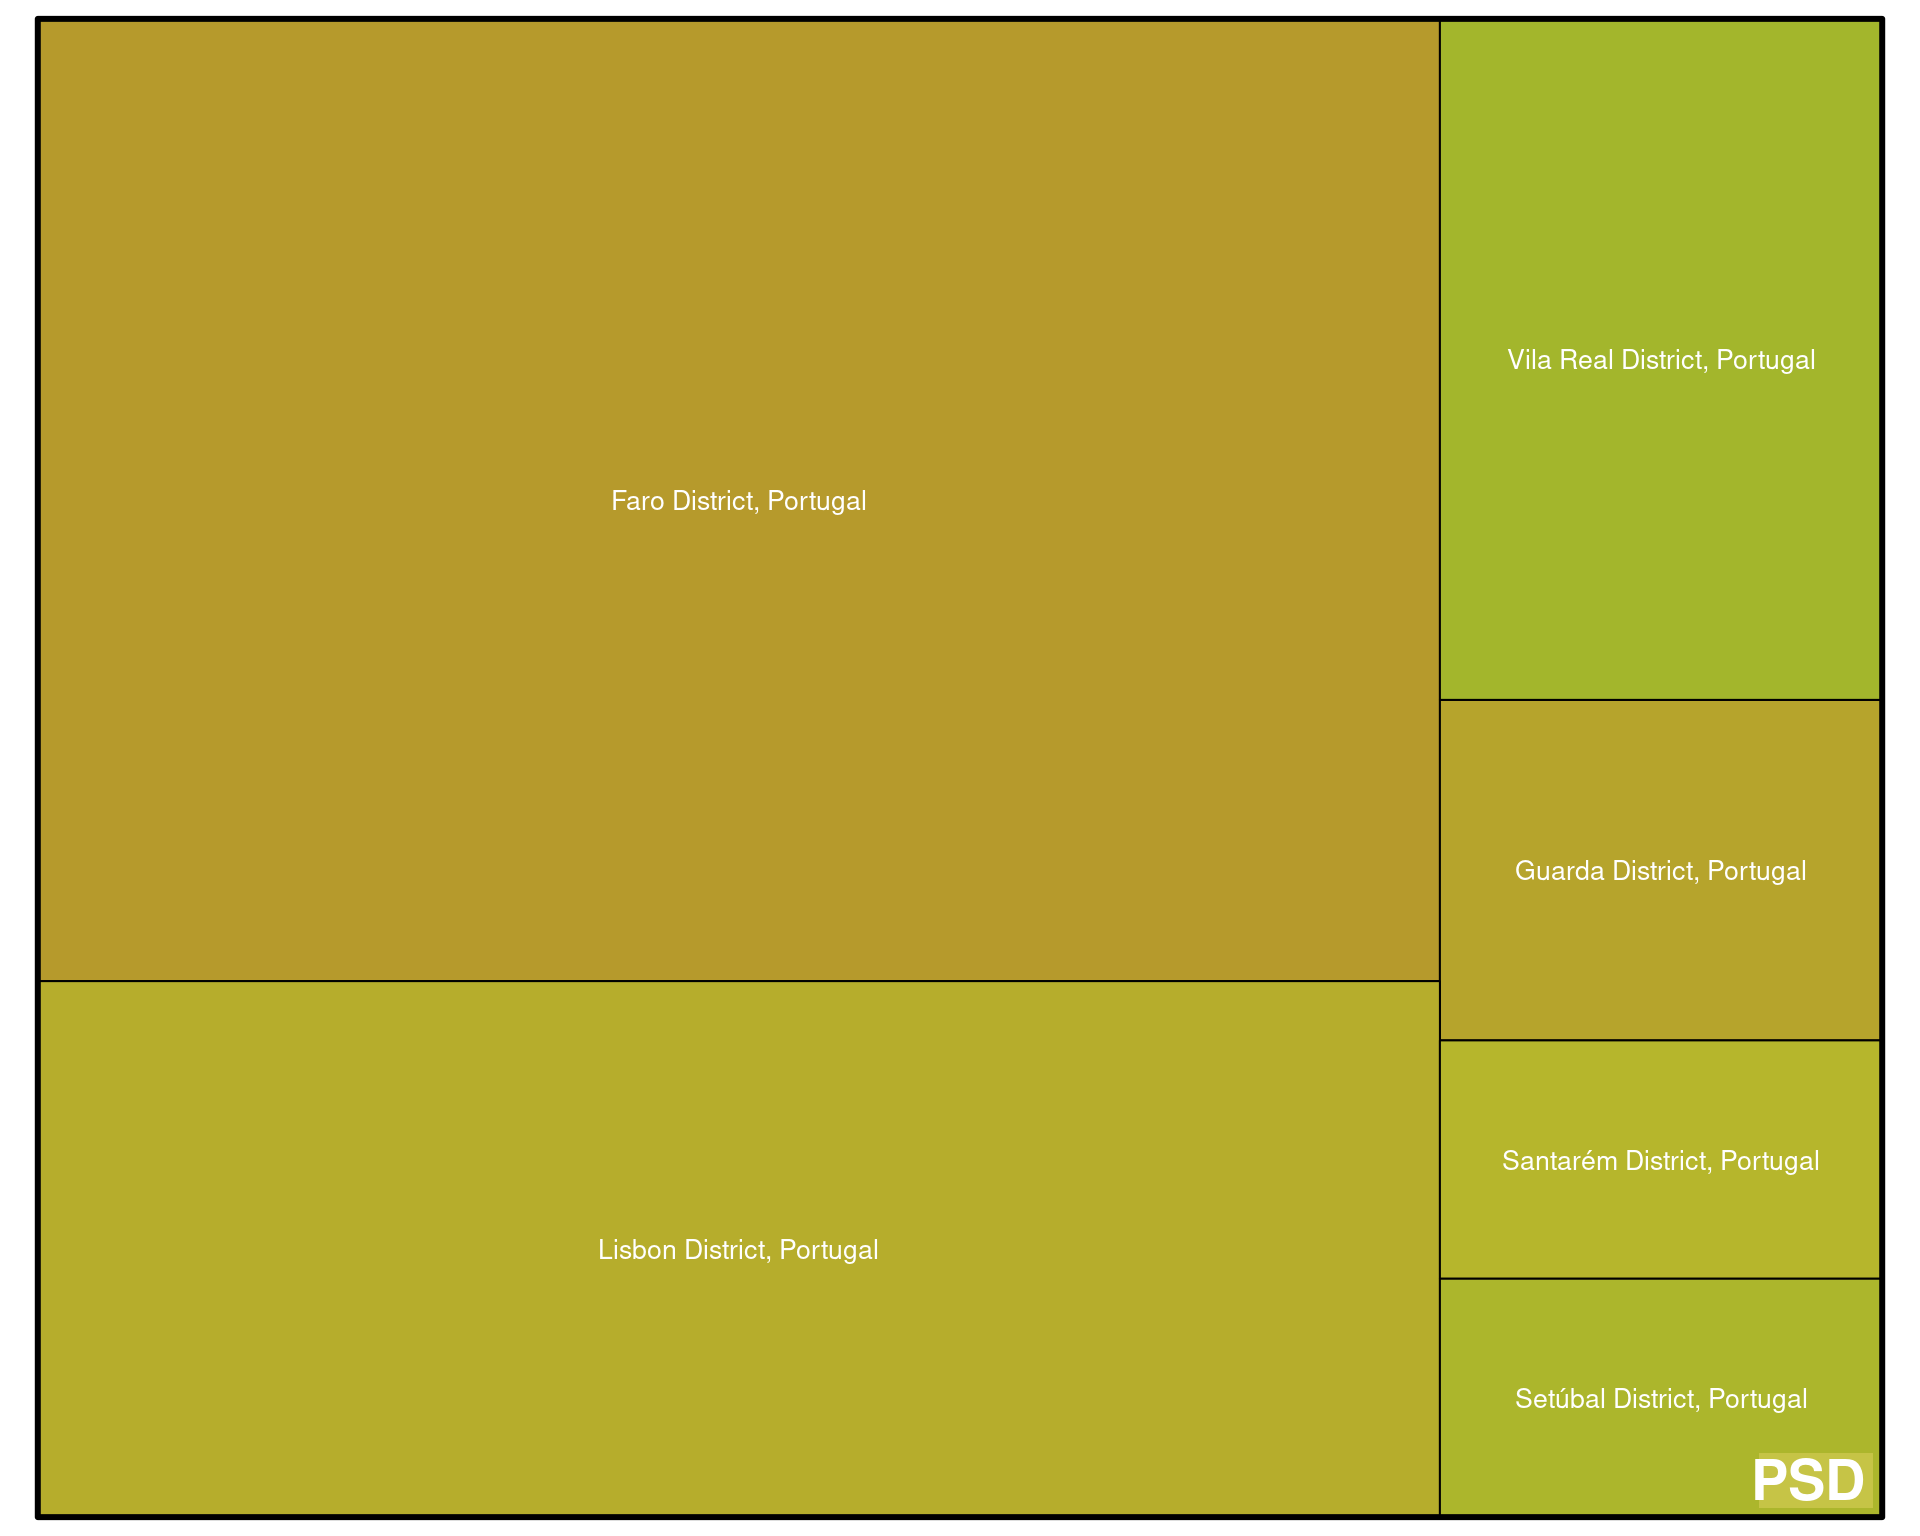 Faro District, Portugal
Lisbon District, Portugal
Vila Real District, Portugal
Guarda District, Portugal
Santarém District, Portugal
Setúbal District, Portugal
PSD